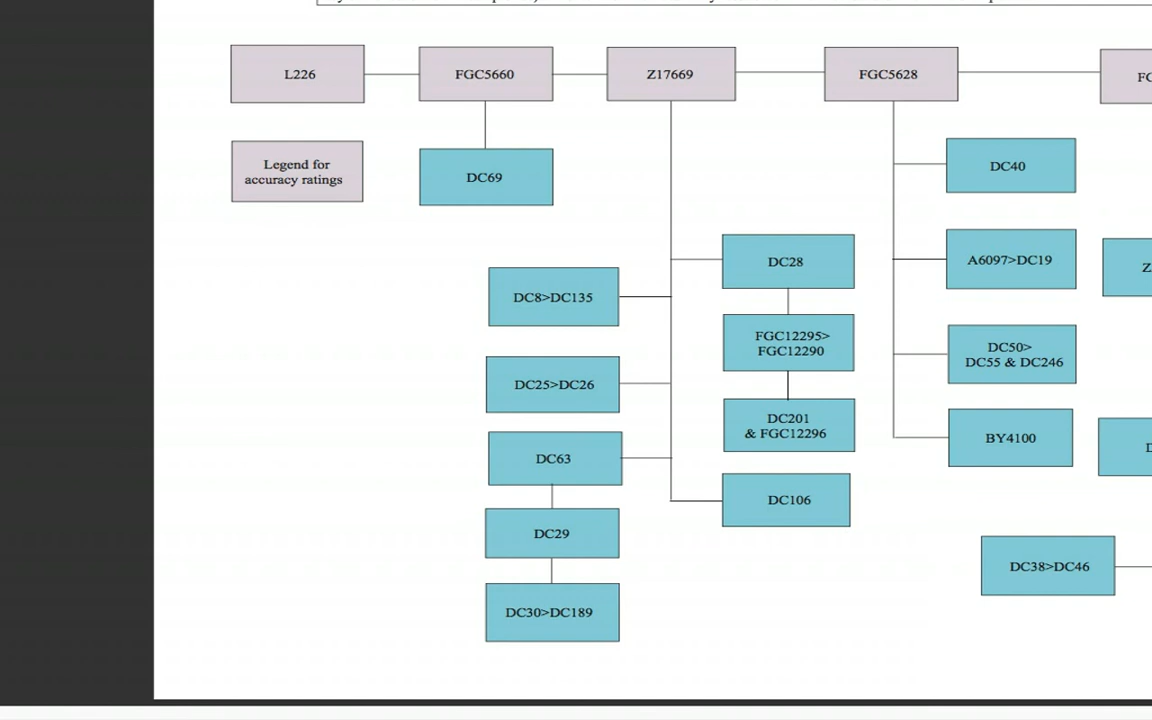 L226
FGC5660
Z17669
FGC5628
FC
Legend for
accuracy ratings
DC69
DC40
DC28
A6097>DC19
Z
DC8>DC135
FGC12295>
FGC12290
DC50>
DC55 & DC246
DC25>DC26
DC201
& FGC12296
BY4100
D
DC63
DC106
DC29
DC38>DC46
DC30>DC189